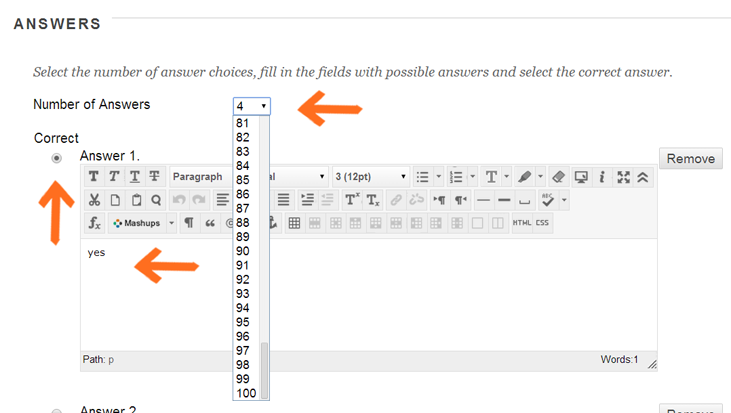 ANSWERS
Select the number of answer choices, fill in the fields with possible answers and select the correct answer.
Number of Answers
4
81
82
83
84
85
86
87
88
89
90
91
92
93
94
95
96
97
98
99
100
Correct
Answer 1.
Remove
T T T T Paragraph al 3 (12pt) T i
ABC
fx Mashups ¶ HTML CSS
yes
Path: p Words:1
Answer 2.
Remove